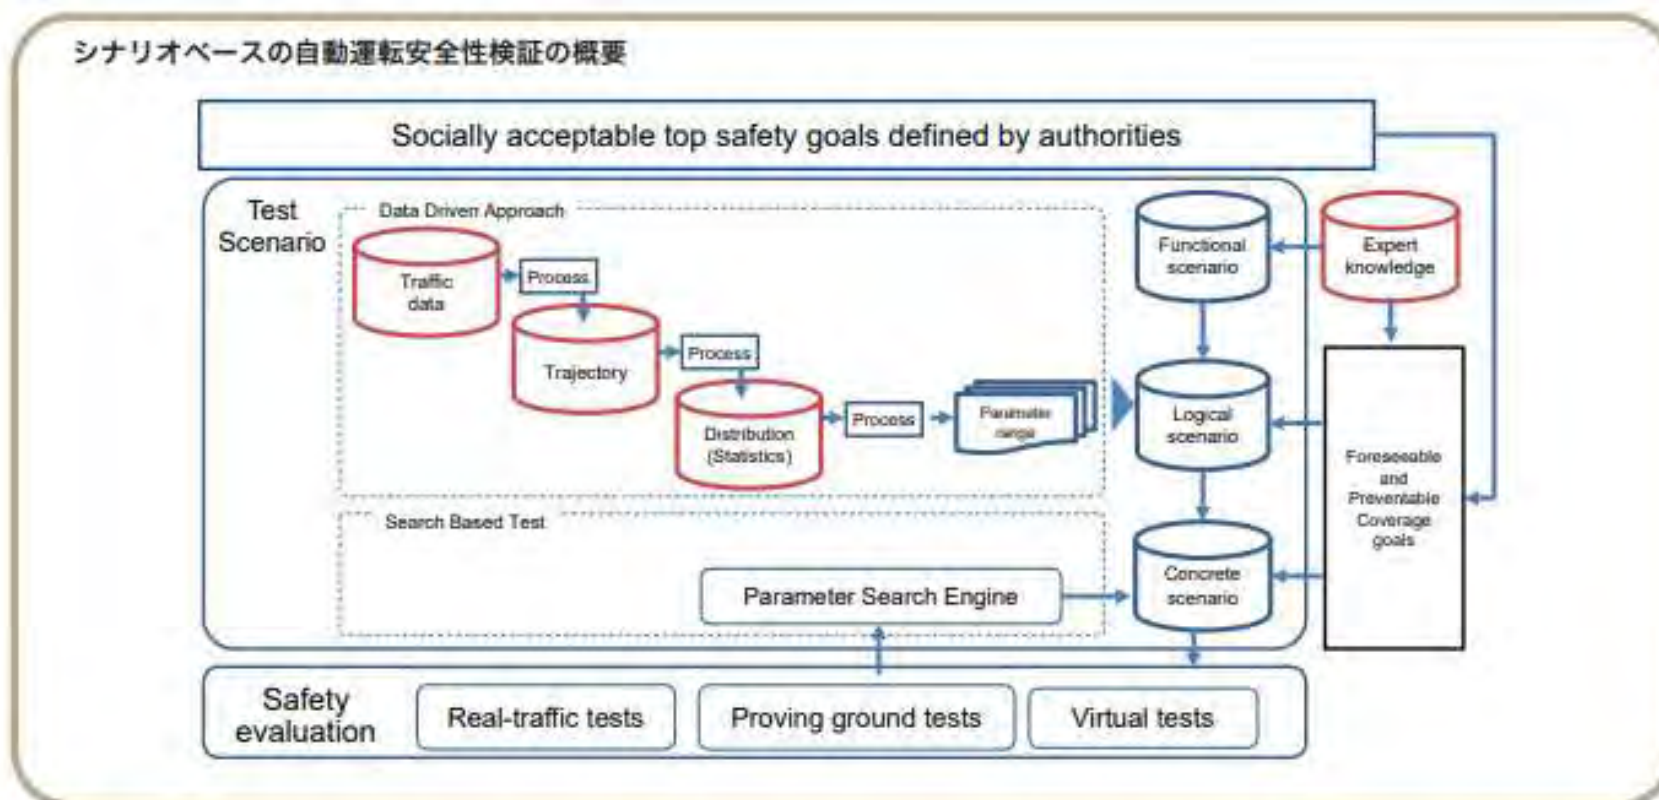 シナリオベースの自動運転安全性検証の概要
Socially acceptable top safety goals defined by authorities
Test
Scenario
Data Driven Approach
Traffic
data
Process
Trajectory
Process
Distribution
(Statistics)
Process
Parameter
range
Functional
scenario
Expert
knowledge
Logical
scenario
Foreseeable
and
Preventable
Coverage
goals
Search Based Test
Parameter Search Engine
Concrete
scenario
Safety
evaluation
Real-traffic tests
Proving ground tests
Virtual tests